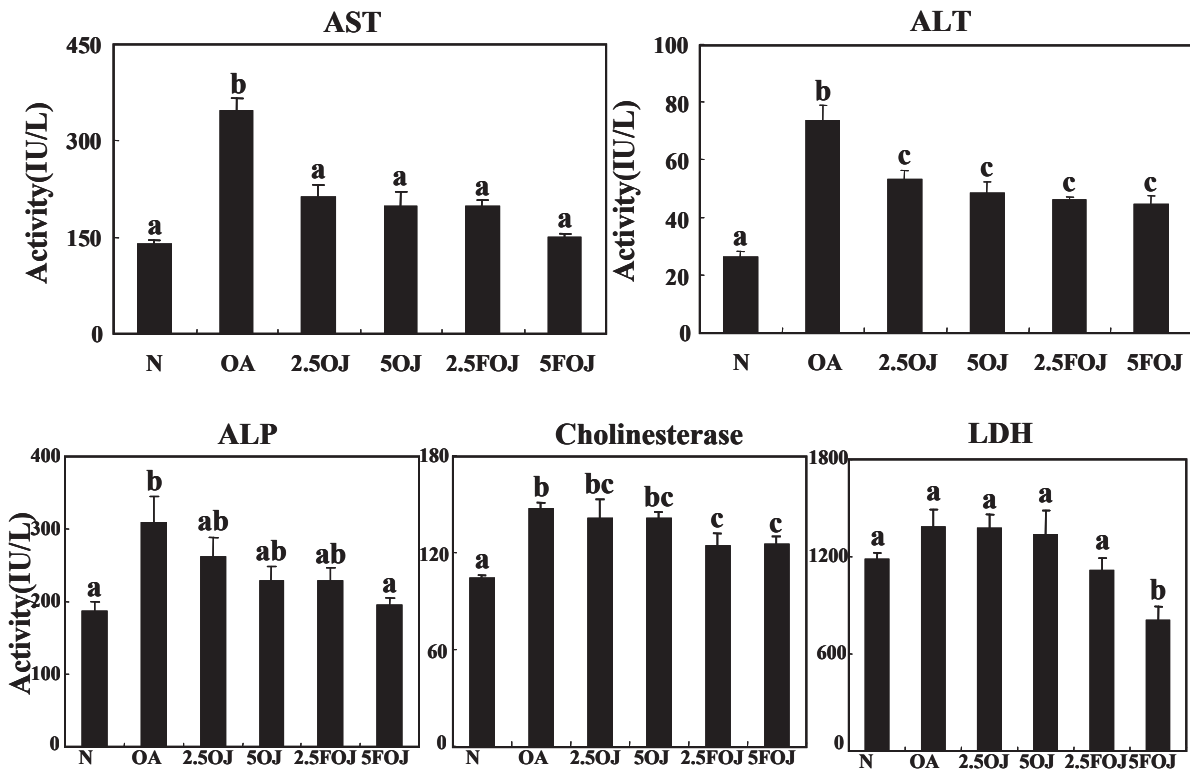 AST
Activity(IU/L)
450
300
150
0
b
a
a
a
a
a
N OA 2.5OJ 5OJ 2.5FOJ 5FOJ
ALT
Activity(IU/L)
100
80
60
40
20
0
a
b
c
c
c
c
N OA 2.5OJ 5OJ 2.5FOJ 5FOJ
ALP
Activity(IU/L)
400
300
200
100
0
a
b
ab
ab
ab
a
N OA 2.5OJ 5OJ 2.5FOJ 5FOJ
Cholinesterase
180
120
60
0
a
b
bc
bc
c
c
N OA 2.5OJ 5OJ 2.5FOJ 5FOJ
LDH
1800
1200
600
0
a
a
a
a
a
b
N OA 2.5OJ 5OJ 2.5FOJ 5FOJ